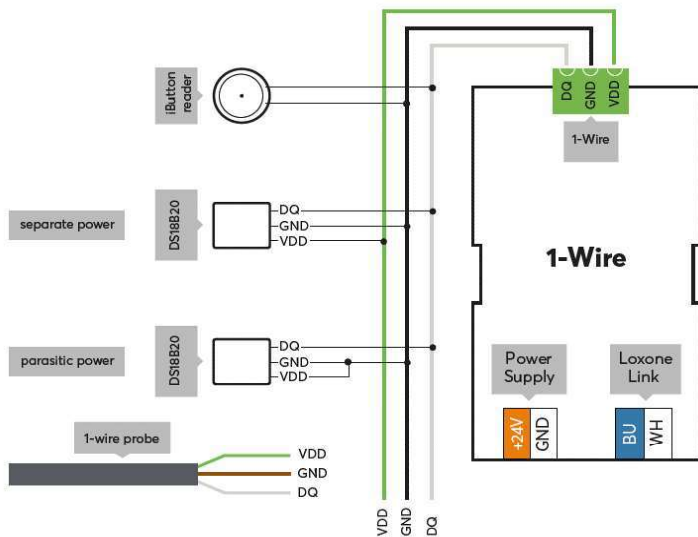 iButton
reader
DQ
GND
VDD
1-Wire
separate power
DS18B20
DQ
GND
VDD
1-Wire
parasitic power
DS18B20
DQ
GND
VDD
Power
Supply
Loxone
Link
+24V
GND
BU
WH
1-wire probe
VDD
GND
DQ
VDD
GND
DQ